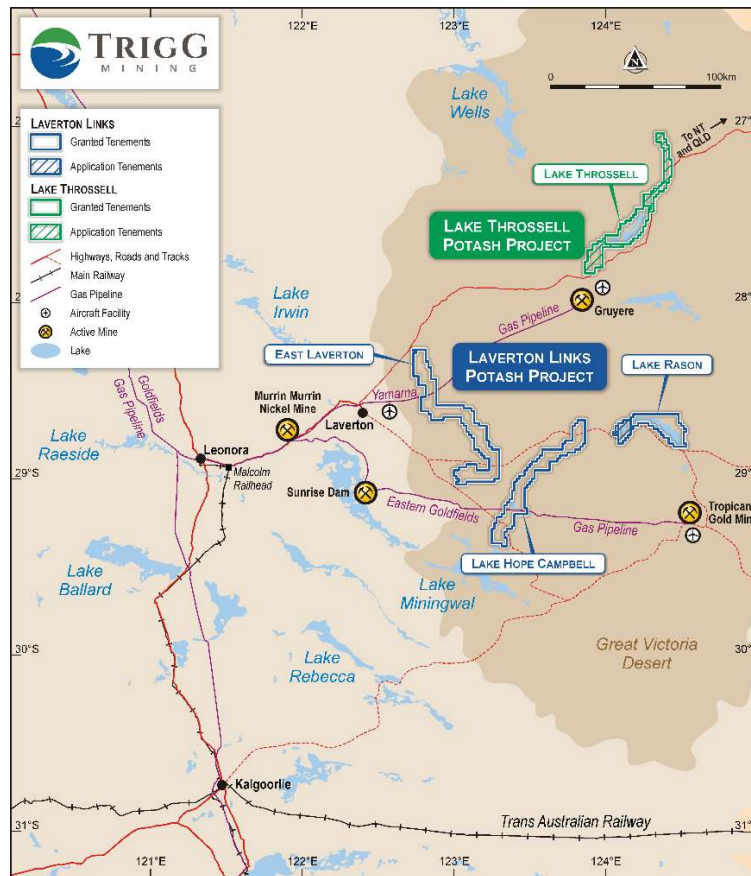 TRIGG
MINING
LAVERTON LINKS
Granted Tenements
Application Tenements
LAKE THROSSELL
Granted Tenements
Application Tenements
Highways, Roads and Tracks
Main Railway
Gas Pipeline
Aircraft Facility
Active Mine
Lake
122°E
123°E
124°E
N
0
100km
Lake
Wells
27°
To NT
and QLD
LAKE THROSSELL
LAKE THROSSELL
POTASH PROJECT
28°
Gruyere
Gas Pipeline
Lake
Irwin
EAST LAVERTON
LAVERTON LINKS
POTASH PROJECT
LAKE RASON
Goldfields
Gas Pipeline
Murrin Murrin
Nickel Mine
Yamarna
Laverton
Lake
Raeside
Leonora
Malcolm
Railhead
29°S
29°
Sunrise Dam
Eastern Goldfields
Gas Pipeline
Tropican
Gold Min
LAKE HOPE CAMPBELL
Lake
Ballard
Lake
Miningwal
Lake
Rebecca
Great Victoria
Desert
30°S
30°
Kalgoorlie
Trans Australian Railway
31°S
31°
121°E
122°E
123°E
124°E